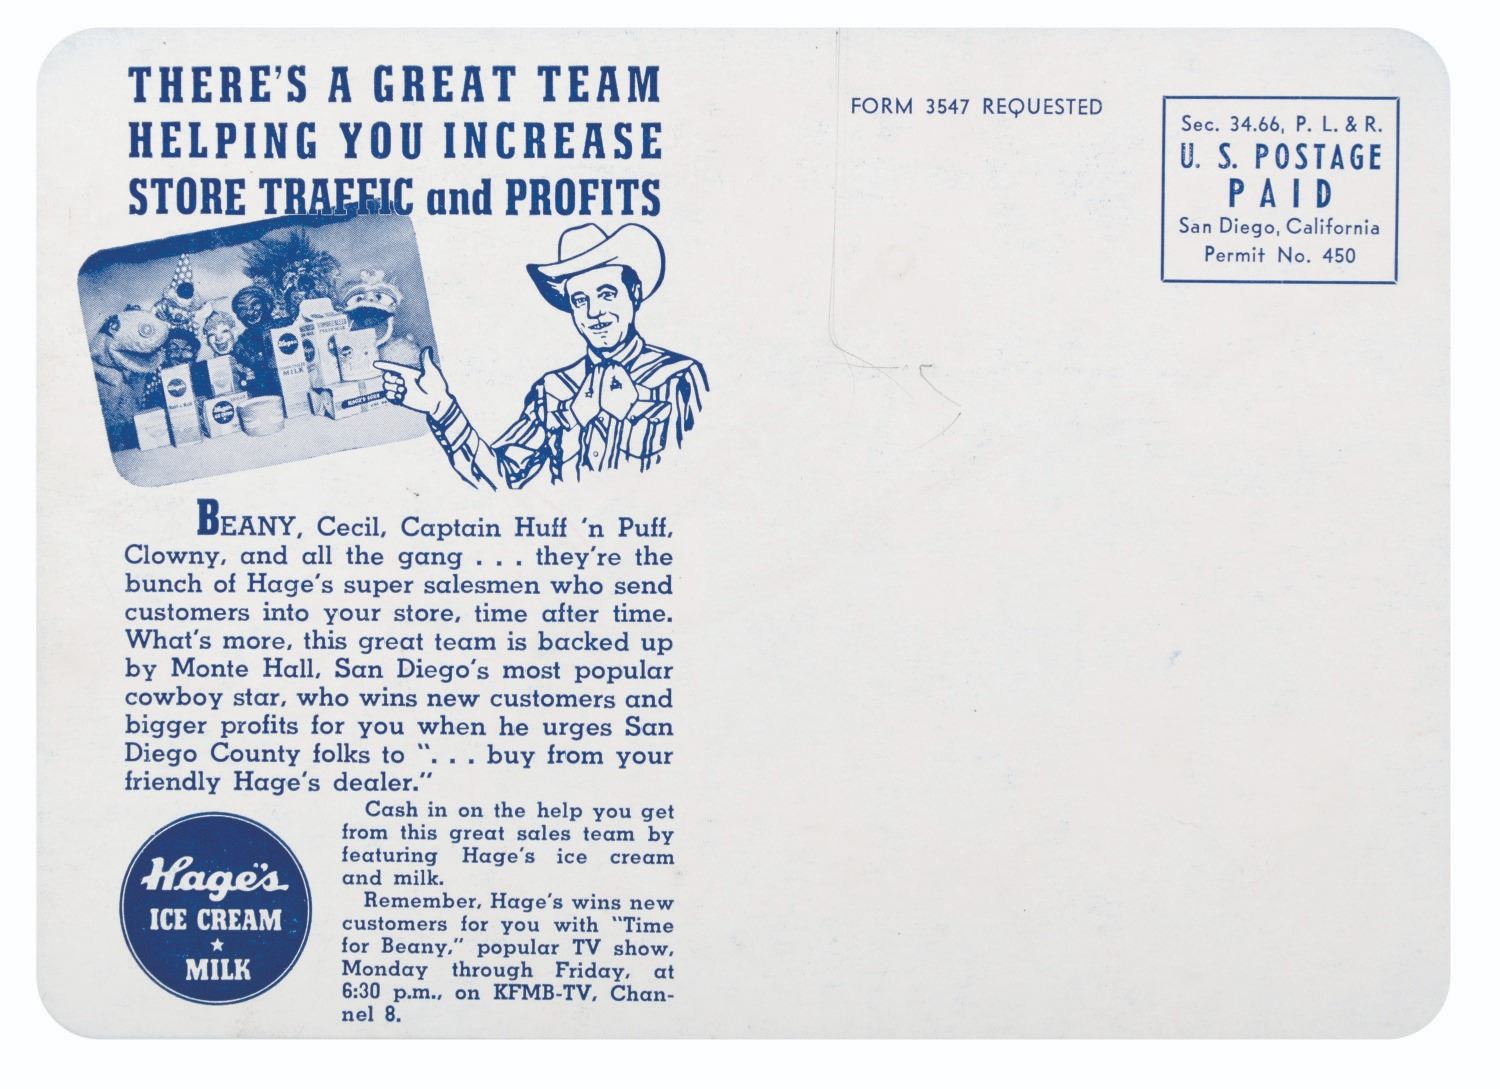 THERE'S A GREAT TEAM
HELPING YOU INCREASE
STORE TRAFFIC and PROFITS
BEANY, Cecil, Captain Huff 'n Puff,
Clowny, and all the gang . . . they're the
bunch of Hage's super salesmen who send
customers into your store, time after time.
What's more, this great team is backed up
by Monte Hall, San Diego's most popular
cowboy star, who wins new customers and
bigger profits for you when he urges San
Diego County folks to ". . . buy from your
friendly Hage's dealer."
Cash in on the help you get
from this great sales team by
featuring Hage's ice cream
and milk.
Remember, Hage's wins new
customers for you with "Time
for Beany," popular TV show,
Monday through Friday, at
6:30 p.m., on KFMB-TV, Chan-
nel 8.
Hage's
ICE CREAM
MILK
FORM 3547 REQUESTED
Sec. 34.66, P. L. & R.
U. S. POSTAGE
PAID
San Diego, California
Permit No. 450